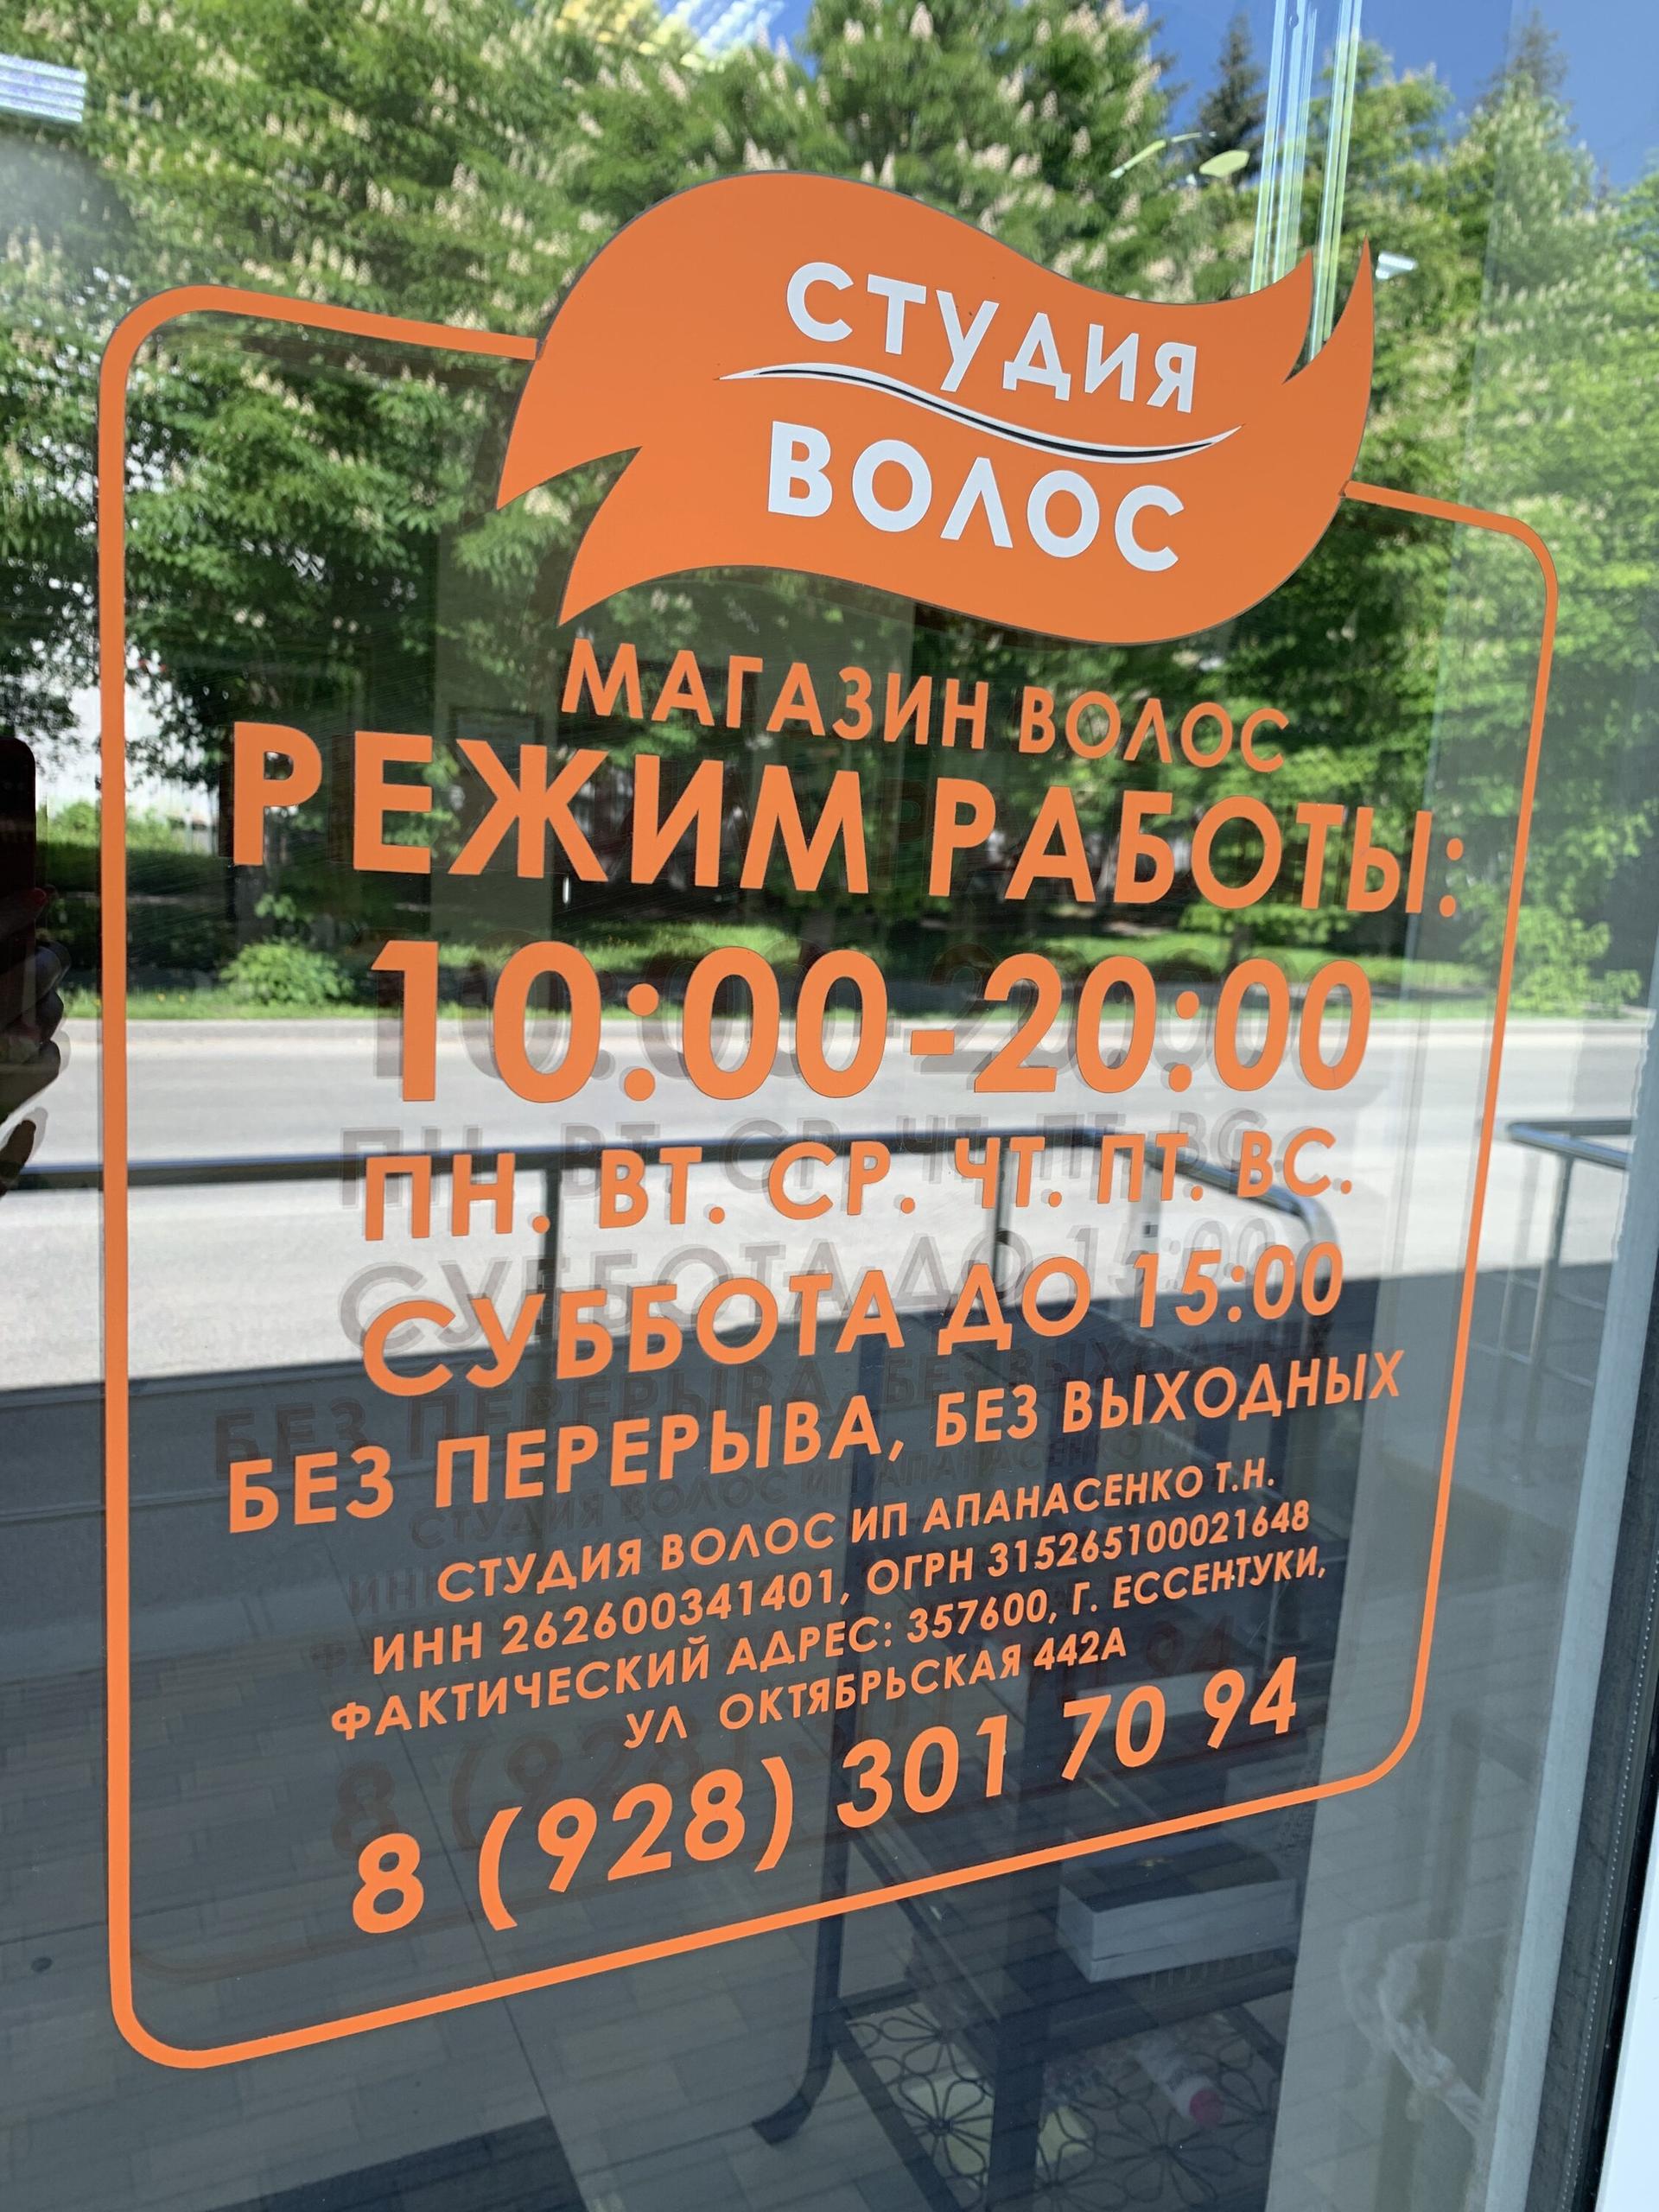 СТУДИЯ
ВОЛОС
МАГАЗИН ВОЛОС
РЕЖИМ РАБОТЫ:
10:00-20:00
ПН. ВТ. СР. ЧТ. ПТ. ВС.
СУББОТА ДО 15:00
БЕЗ ПЕРЕРЫВА, БЕЗ ВЫХОДНЫХ
СТУДИЯ ВОЛОС ИП АПАНАСЕНКО Т.Н.
ИНН 262600341401, ОГРН 315265100021648
ФАКТИЧЕСКИЙ АДРЕС: 357600, Г. ЕССЕНТУКИ,
УЛ ОКТЯБРЬСКАЯ 442А
8 (928) 301 70 94